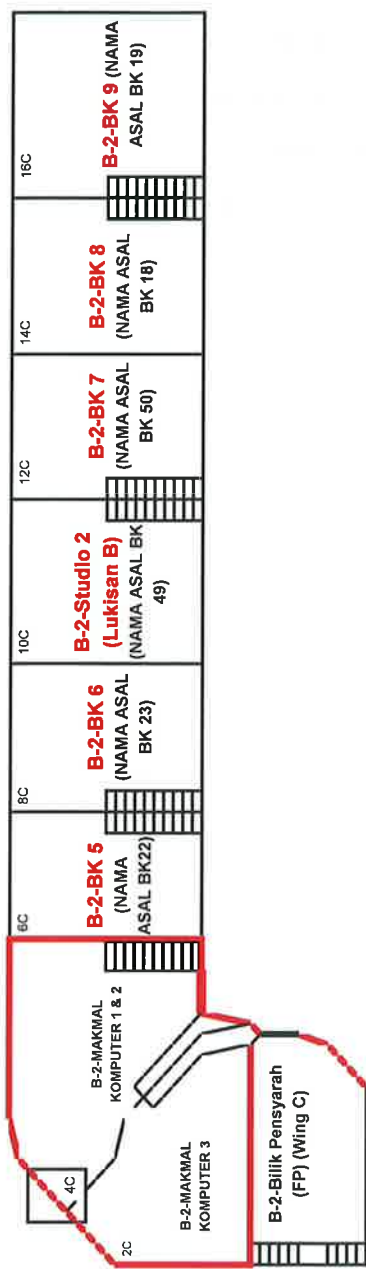 2C
B-2-MAKMAL
KOMPUTER 3
B-2-Bilik Pensyarah
(FP) (Wing C)
4C
B-2-MAKMAL
KOMPUTER 1 & 2
6C
B-2-BK 5
(NAMA
ASAL BK22)
8C
B-2-BK 6
(NAMA ASAL
BK 23)
10C
B-2-Studio 2
(Lukisan B)
(NAMA ASAL BK
49)
12C
B-2-BK 7
(NAMA ASAL
BK 50)
14C
B-2-BK 8
(NAMA ASAL
BK 18)
16C
B-2-BK 9 (NAMA
ASAL BK 19)